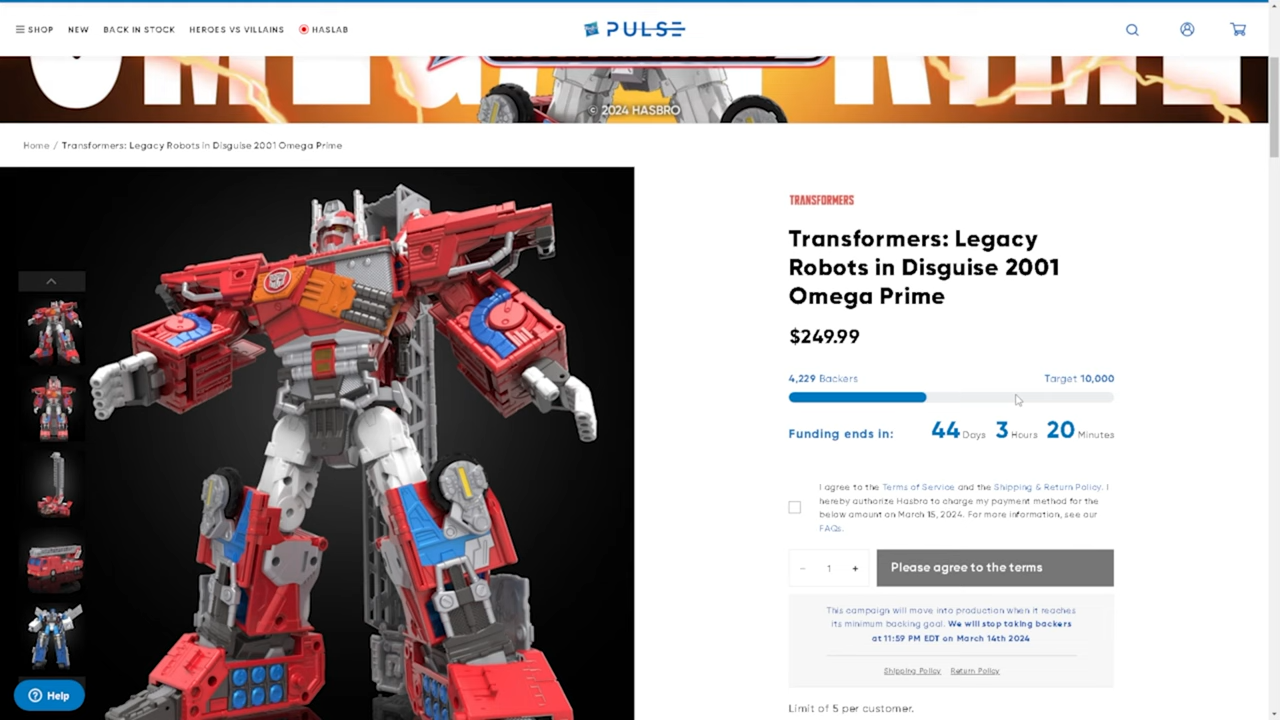 SHOP NEW BACK IN STOCK HEROES VS VILLAINS HASLAB
PULSE
© 2024 HASBRO
Home / Transformers: Legacy Robots in Disguise 2001 Omega Prime
TRANSFORMERS
Transformers: Legacy
Robots in Disguise 2001
Omega Prime
$249.99
4,229 Backers Target 10,000
Funding ends in: 44 Days 3 Hours 20 Minutes
I agree to the Terms of Service and the Shipping & Return Policy. I
hereby authorize Hasbro to charge my payment method for the
below amount on March 15, 2024. For more information, see our
FAQs.
− 1 + Please agree to the terms
This campaign will move into production when it reaches
its minimum backing goal. We will stop taking backers
at 11:59 PM EDT on March 14th 2024
Shipping Policy Return Policy
Help
Limit of 5 per customer.